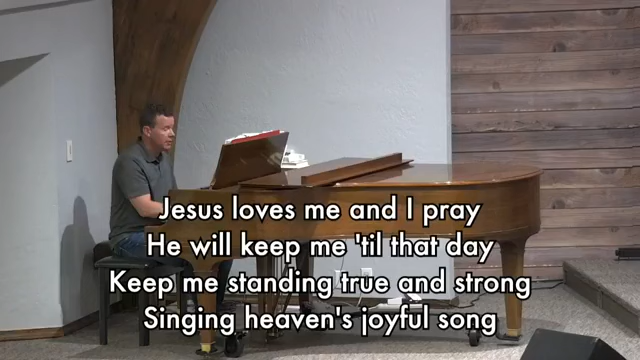 Jesus loves me and I pray
He will keep me 'til that day
Keep me standing true and strong
Singing heaven's joyful song